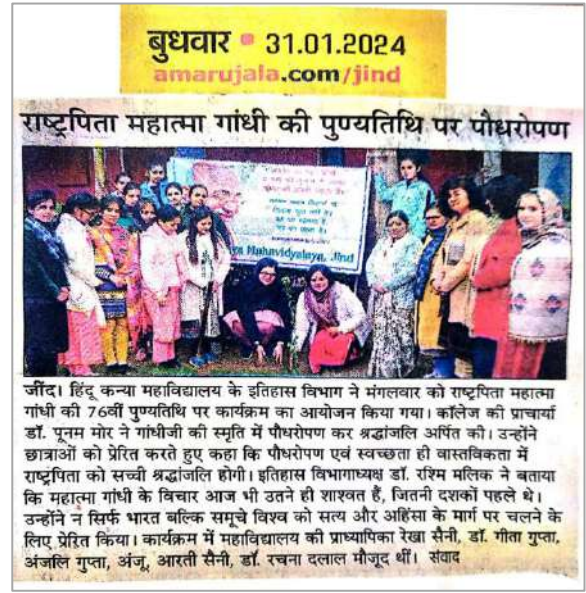 बुधवार • 31.01.2024
amarujala.com/jind
राष्ट्रपिता महात्मा गांधी की पुण्यतिथि पर पौधरोपण
Mahavidyalaya, Jind
जींद। हिंदू कन्या महाविद्यालय के इतिहास विभाग ने मंगलवार को राष्ट्रपिता महात्मा
गांधी की 76वीं पुण्यतिथि पर कार्यक्रम का आयोजन किया गया। कॉलेज की प्राचार्या
डॉ. पूनम मोर ने गांधीजी की स्मृति में पौधरोपण कर श्रद्धांजलि अर्पित की। उन्होंने
छात्राओं को प्रेरित करते हुए कहा कि पौधरोपण एवं स्वच्छता ही वास्तविकता में
राष्ट्रपिता को सच्ची श्रद्धांजलि होगी। इतिहास विभागाध्यक्ष डॉ. रश्मि मलिक ने बताया
कि महात्मा गांधी के विचार आज भी उतने ही शाश्वत हैं, जितनी दशकों पहले थे।
उन्होंने न सिर्फ भारत बल्कि समूचे विश्व को सत्य और अहिंसा के मार्ग पर चलने के
लिए प्रेरित किया। कार्यक्रम में महाविद्यालय की प्राध्यापिका रेखा सैनी, डॉ. गीता गुप्ता,
अंजलि गुप्ता, अंजू, आरती सैनी, डॉ. रचना दलाल मौजूद थीं। संवाद